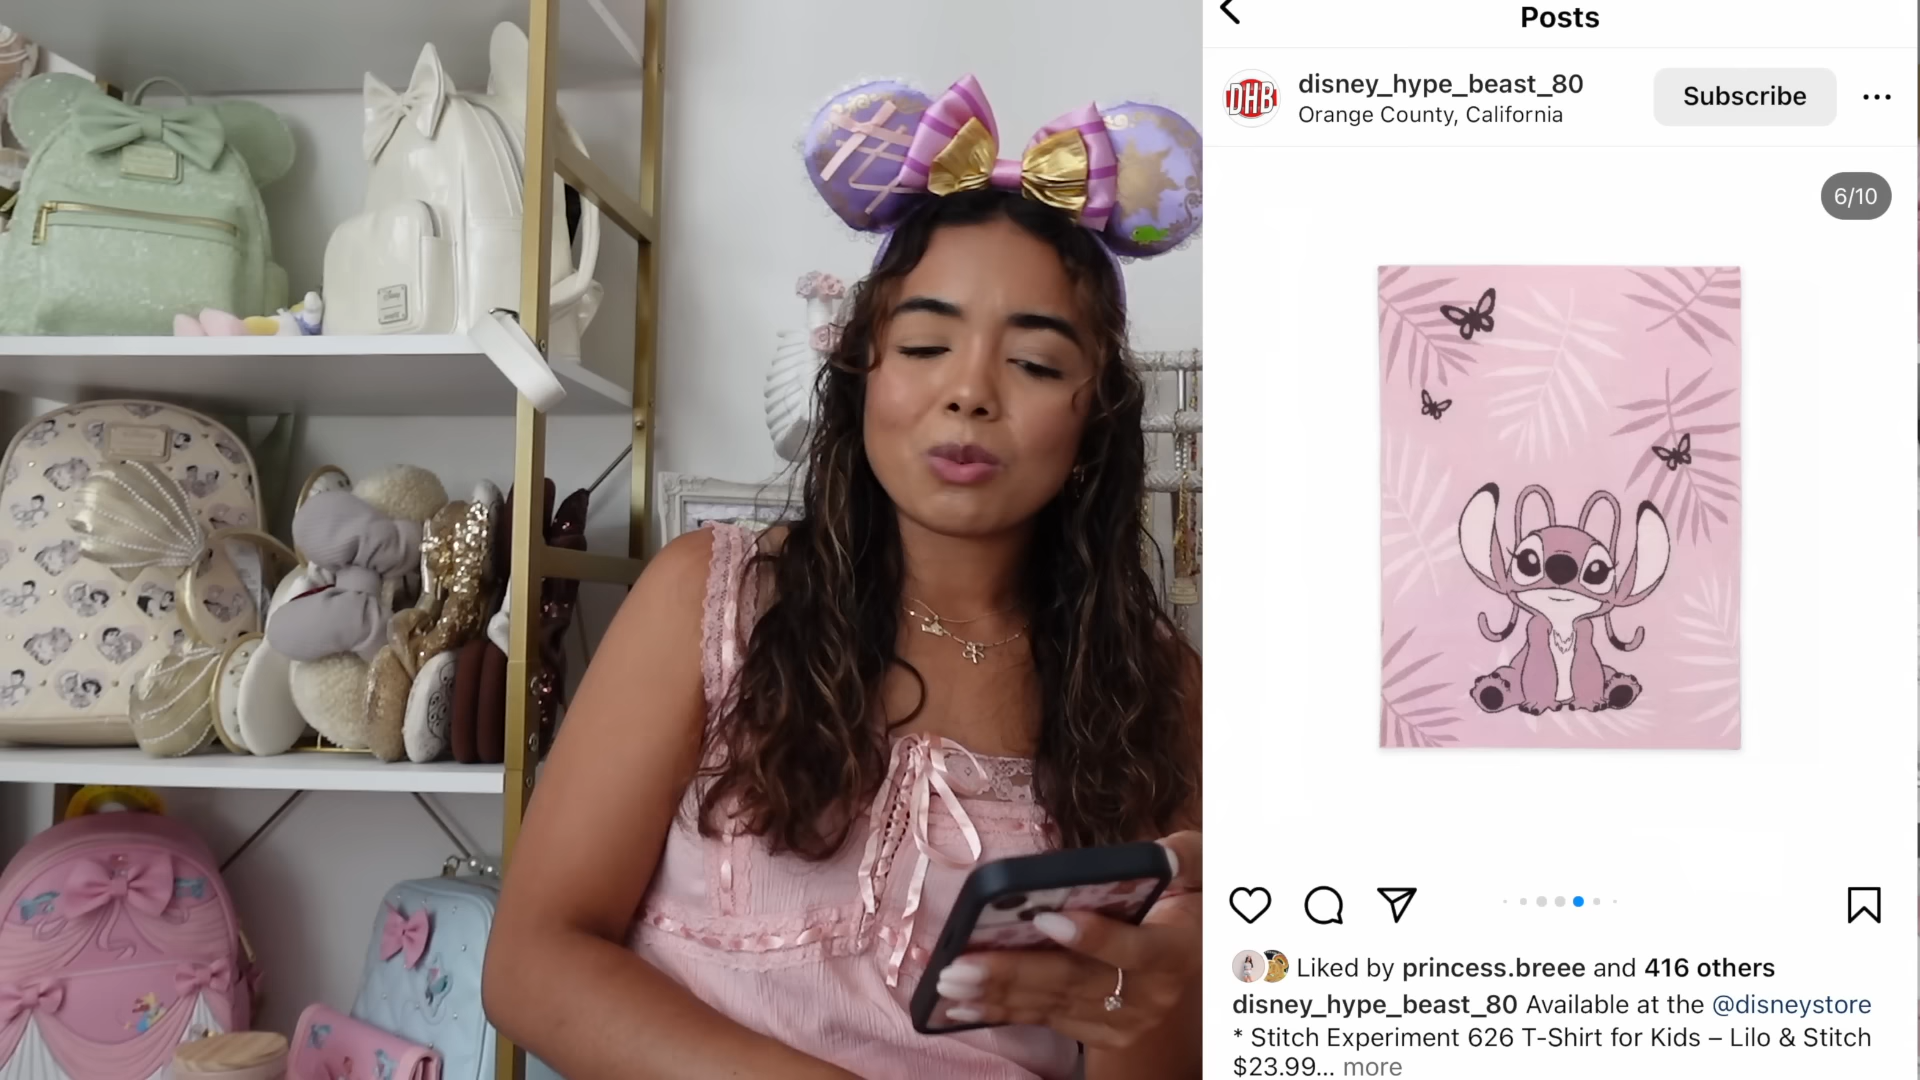 Posts
DHB
disney_hype_beast_80
Orange County, California
Subscribe
6/10
Liked by princess.breee and 416 others
disney_hype_beast_80 Available at the @disneystore
* Stitch Experiment 626 T-Shirt for Kids – Lilo & Stitch
$23.99... more